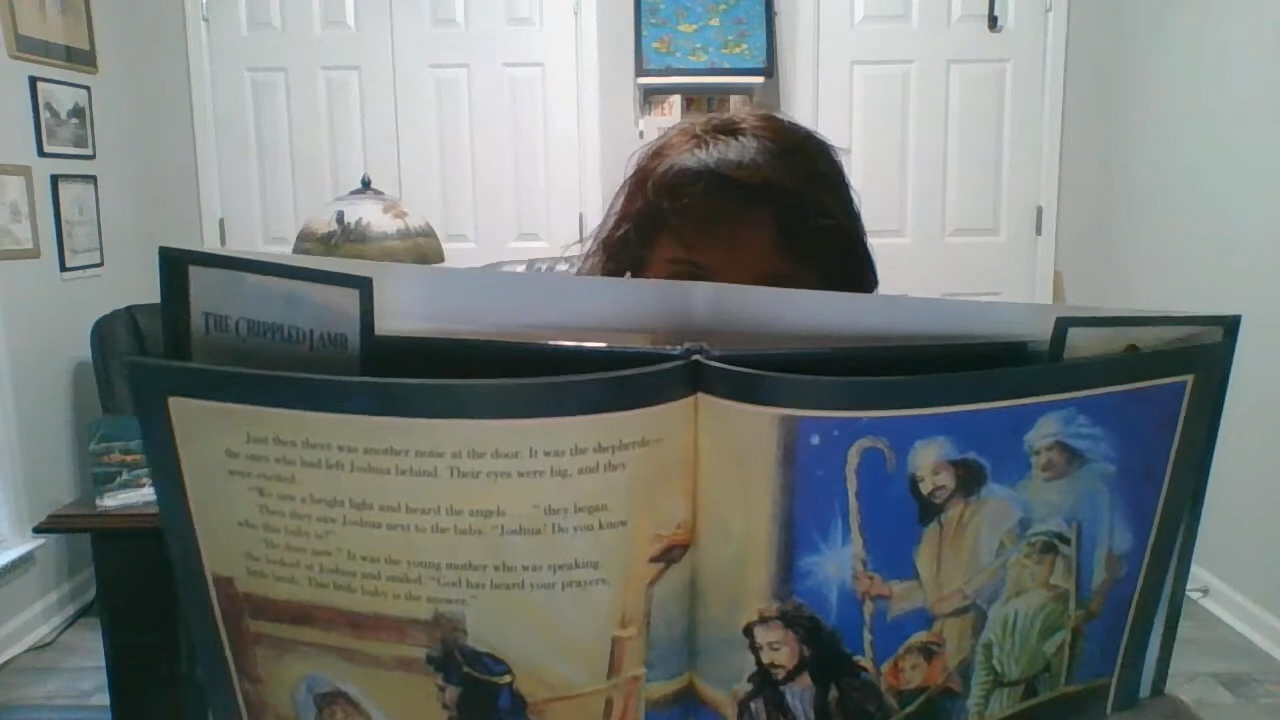 THEY
THE CRIPPLED LAMB
Just then there was another noise at the door. It was the shepherds—
the ones who had left Joshua behind. Their eyes were big, and they
were excited.
"We saw a bright light and heard the angels . . . ." they began.
Then they saw Joshua next to the baby. "Joshua! Do you know
who this baby is?"
"He does now." It was the young mother who was speaking.
She looked at Joshua and smiled. "God has heard your prayers,
little lamb. This little baby is the answer."